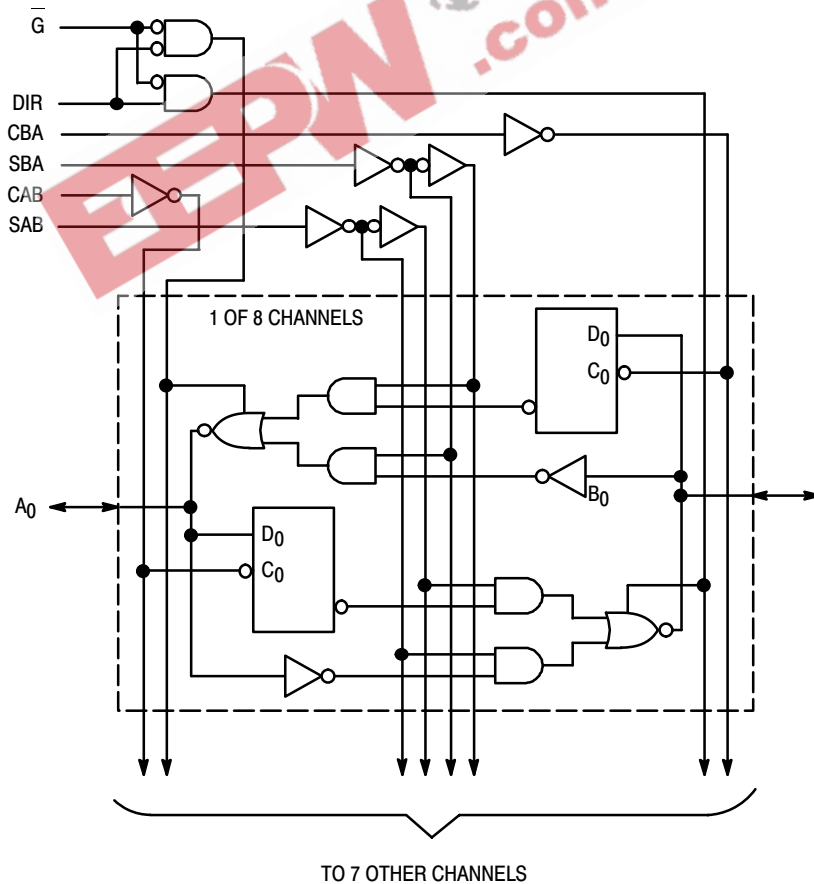 G
DIR
CBA
SBA
CAB
SAB
EEPW.com
1 OF 8 CHANNELS
D0
C0
B0
A0
D0
C0
TO 7 OTHER CHANNELS